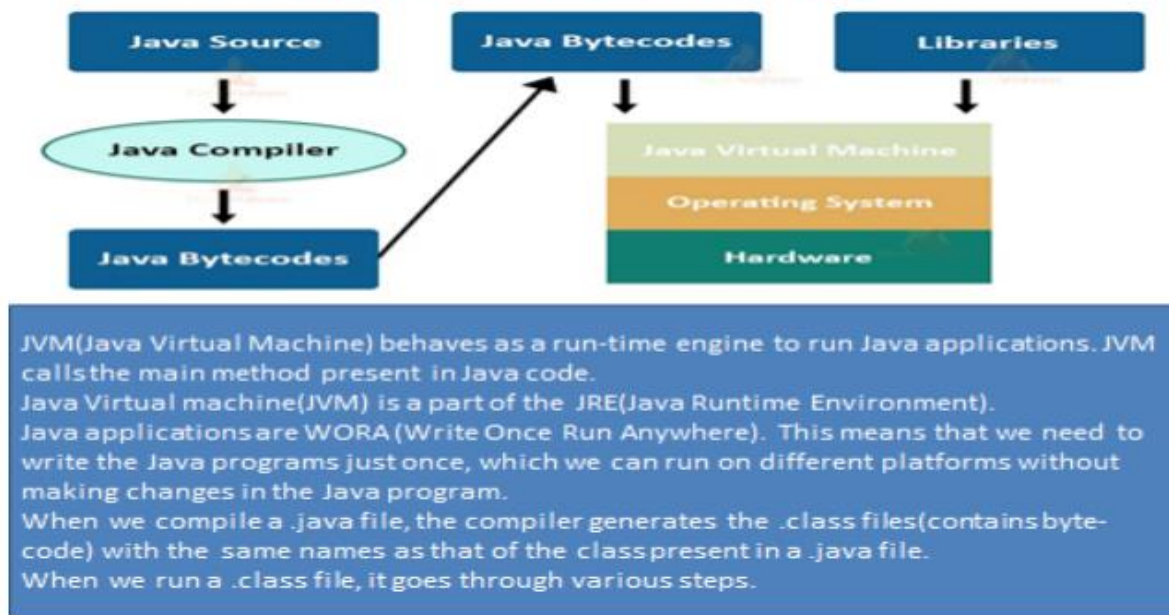 Java Source
Java Bytecodes
Libraries
Java Compiler
Java Virtual Machine
Operating System
Java Bytecodes
Hardware
JVM(Java Virtual Machine) behaves as a run-time engine to run Java applications. JVM
calls the main method present in Java code.
Java Virtual machine(JVM) is a part of the JRE(Java Runtime Environment).
Java applications are WORA (Write Once Run Anywhere). This means that we need to
write the Java programs just once, which we can run on different platforms without
making changes in the Java program.
When we compile a .java file, the compiler generates the .class files(contains byte-
code) with the same names as that of the class present in a .java file.
When we run a .class file, it goes through various steps.